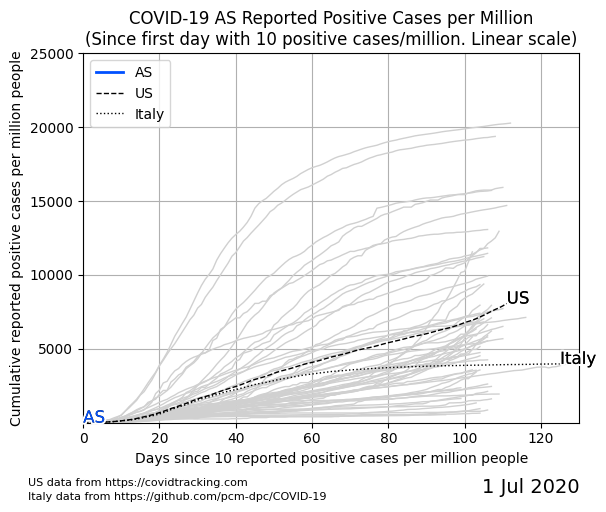 COVID-19 AS Reported Positive Cases per Million
(Since first day with 10 positive cases/million. Linear scale)
Cumulative reported positive cases per million people
25000
20000
15000
10000
5000
AS
US
Italy
US
Italy
AS
0
20
40
60
80
100
120
Days since 10 reported positive cases per million people
US data from https://covidtracking.com
Italy data from https://github.com/pcm-dpc/COVID-19
1 Jul 2020